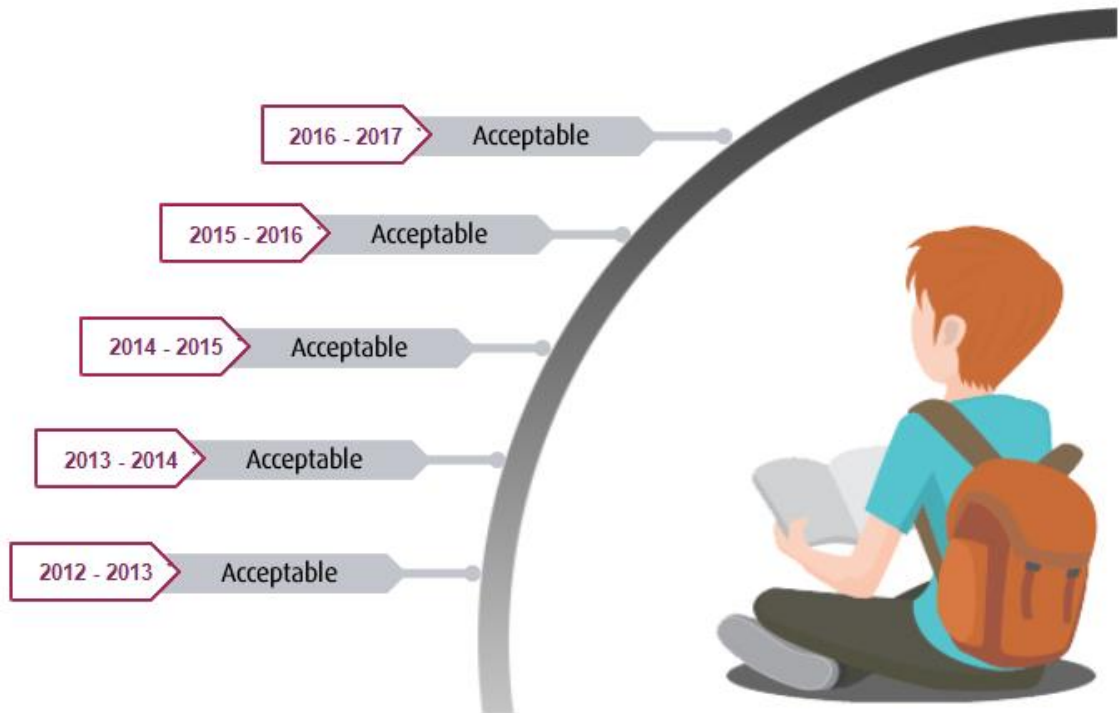 2016 - 2017 Acceptable
2015 - 2016 Acceptable
2014 - 2015 Acceptable
2013 - 2014 Acceptable
2012 - 2013 Acceptable